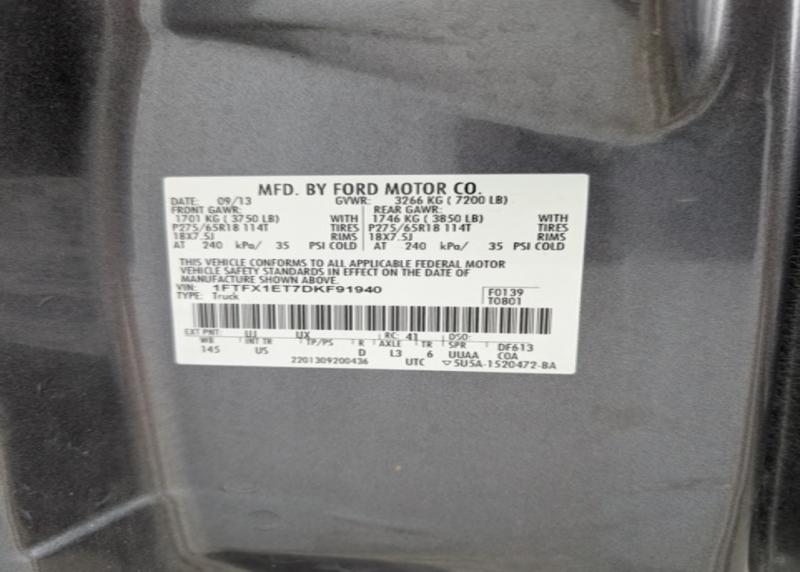 MFD. BY FORD MOTOR CO.
DATE: 09/13 GVWR: 3266 KG ( 7200 LB)
FRONT GAWR: REAR GAWR:
1701 KG ( 3750 LB) WITH 1746 KG ( 3850 LB) WITH
P275/65R18 114T TIRES P275/65R18 114T TIRES
18X7.5J RIMS 18X7.5J RIMS
AT 240 kPa/ 35 PSI COLD AT 240 kPa/ 35 PSI COLD
THIS VEHICLE CONFORMS TO ALL APPLICABLE FEDERAL MOTOR
VEHICLE SAFETY STANDARDS IN EFFECT ON THE DATE OF
MANUFACTURE SHOWN ABOVE.
VIN: 1FTFX1ET7DKF91940 F0139
TYPE: Truck T0801
EXT PNT: UJ UX RC: 41 DSO:
WB INT TR TP/PS R AXLE TR SPR DF613
145 US D L3 6 UUAA COA
2201309200436 UTC ▽5U5A-1520472-BA